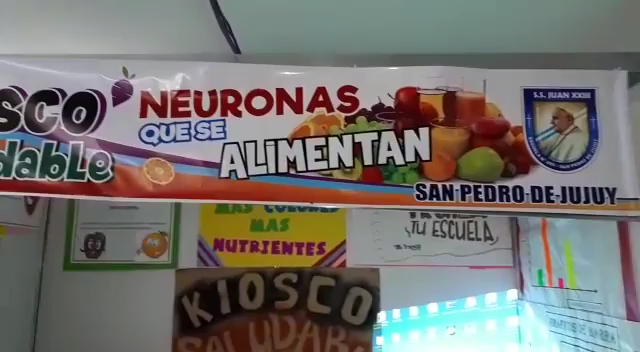 SCO
dable
NEURONAS
QUE SE
ALIMENTAN
S.S. JUAN XXIII
SAN PEDRO DE JUJUY
MAS COLORES
MAS
NUTRIENTES
TU ESCUELA
KIOSCO
SALUDAB